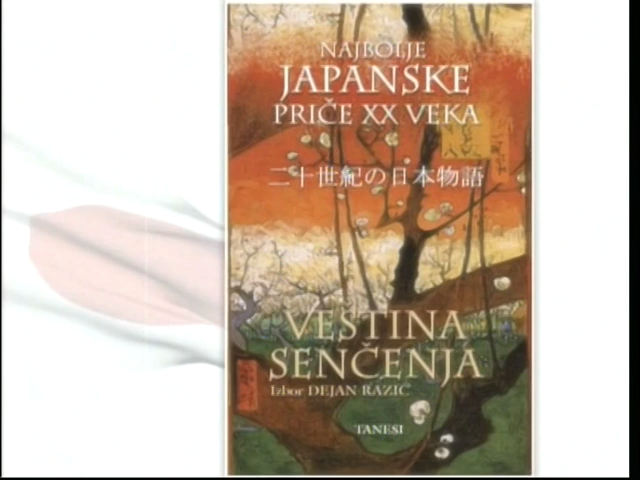 NAJBOLJE
JAPANSKE
PRIČE XX VEKA
二十世紀の日本物語
VEŠTINA
SENČENJA
Izbor DEJAN RAZIĆ
TANESI